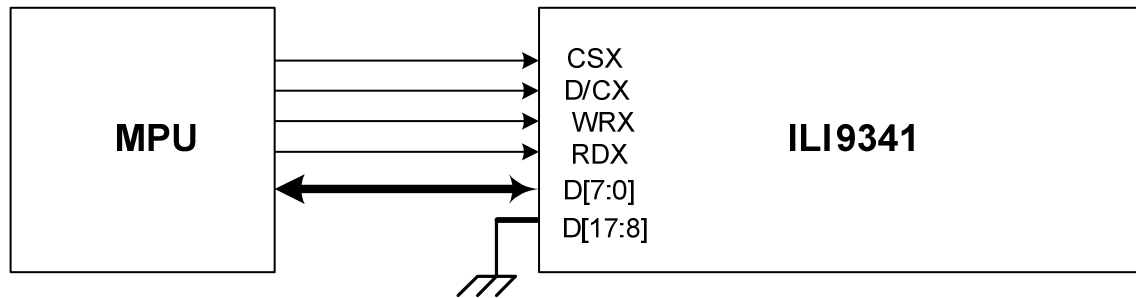 CSX
D/CX
WRX
MPU
ILI9341
RDX
D[7:0]
D[17:8]